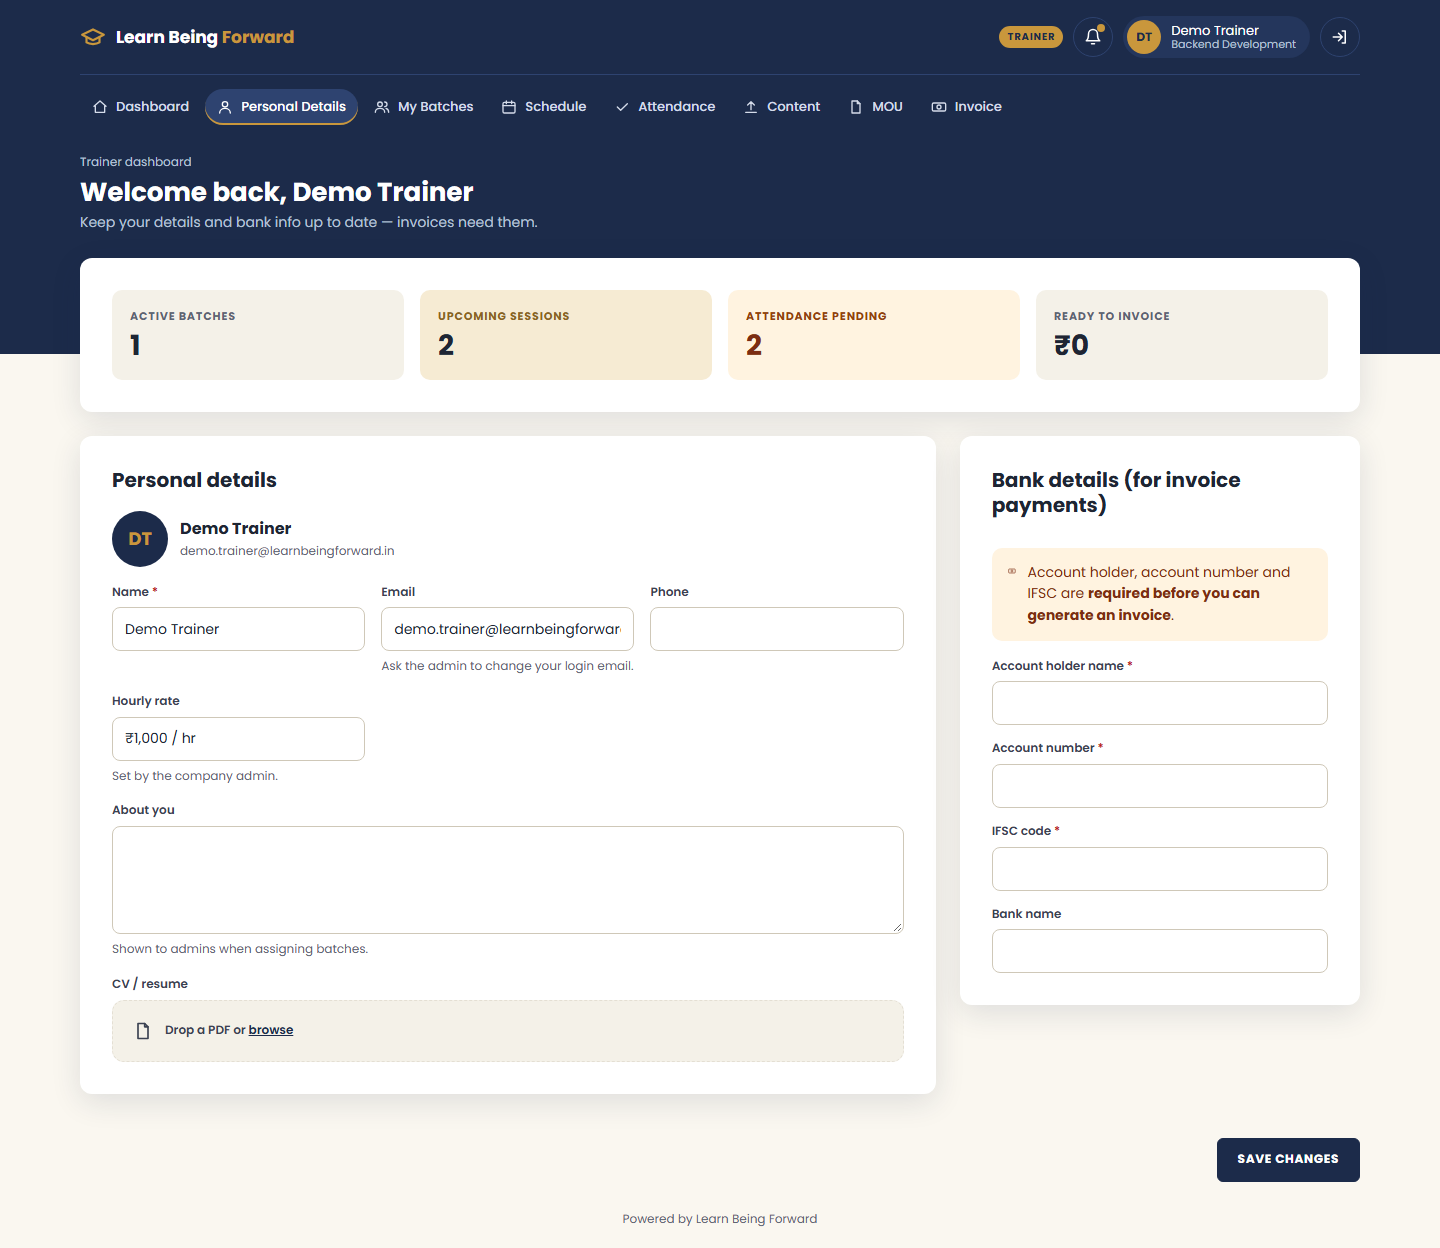 Learn Being Forward
TRAINER
DT
Demo Trainer
Backend Development
Dashboard
Personal Details
My Batches
Schedule
Attendance
Content
MOU
Invoice
Trainer dashboard
Welcome back, Demo Trainer
Keep your details and bank info up to date — invoices need them.
ACTIVE BATCHES
1
UPCOMING SESSIONS
2
ATTENDANCE PENDING
2
READY TO INVOICE
₹0
Personal details
DT
Demo Trainer
demo.trainer@learnbeingforward.in
Name *
Demo Trainer
Email
demo.trainer@learnbeingforwar
Ask the admin to change your login email.
Phone
Hourly rate
₹1,000 / hr
Set by the company admin.
About you
Shown to admins when assigning batches.
CV / resume
Drop a PDF or browse
Bank details (for invoice
payments)
Account holder, account number and
IFSC are required before you can
generate an invoice.
Account holder name *
Account number *
IFSC code *
Bank name
SAVE CHANGES
Powered by Learn Being Forward